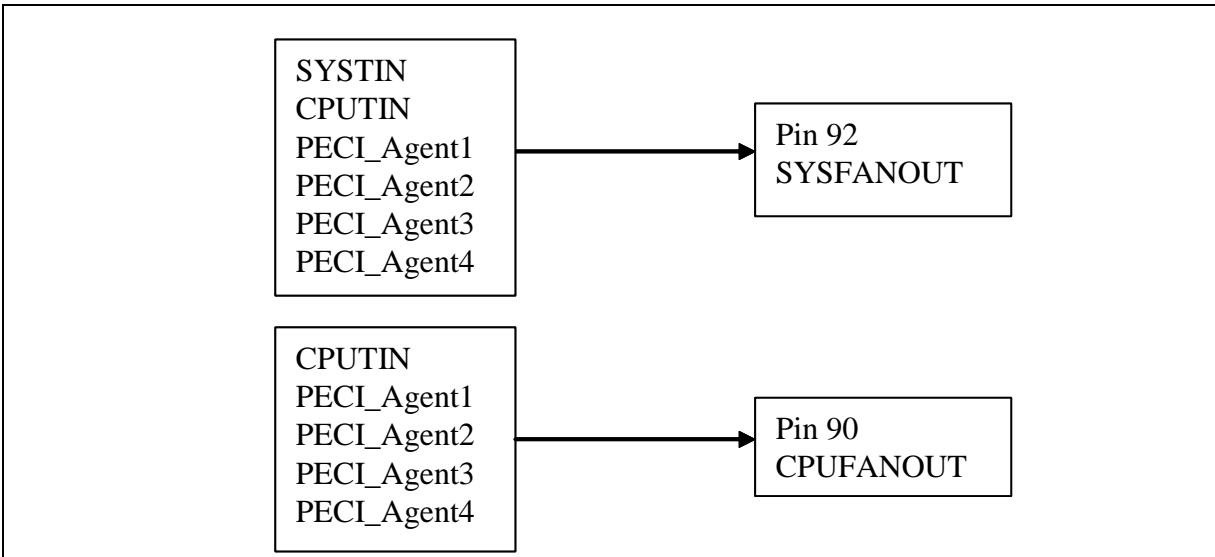 SYSTIN
CPUTIN
PECI_Agent1
PECI_Agent2
PECI_Agent3
PECI_Agent4
Pin 92
SYSFANOUT
CPUTIN
PECI_Agent1
PECI_Agent2
PECI_Agent3
PECI_Agent4
Pin 90
CPUFANOUT